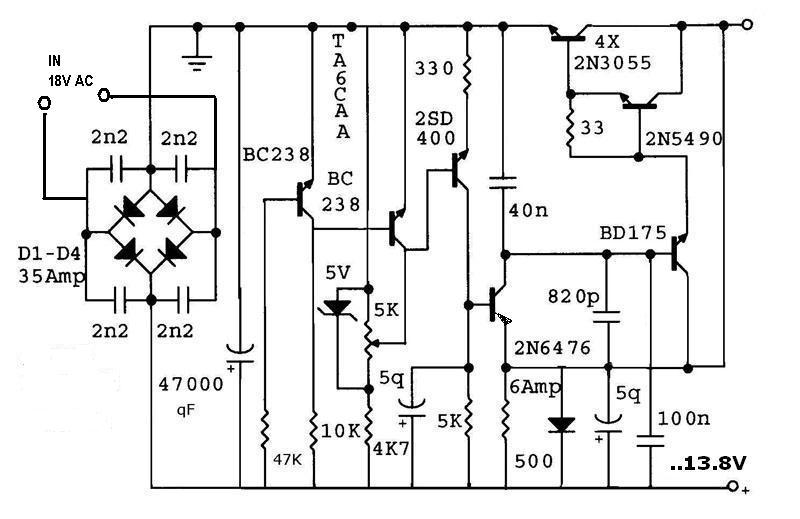 IN
18V AC
2n2
2n2
D1-D4
35Amp
2n2
2n2
47000
qF
BC238
47K
10K
TA6CAA
BC
238
5V
5K
4K7
5q
330
2SD
400
5K
40n
2N6476
6Amp
500
4X
2N3055
33
2N5490
BD175
820p
5q
100n
..13.8V
+
+
+
+